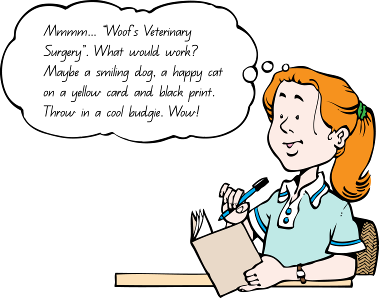 Mmmm... "Woof's Veterinary
Surgery". What would work?
Maybe a smiling dog, a happy cat
on a yellow card and black print.
Throw in a cool budgie. Wow!